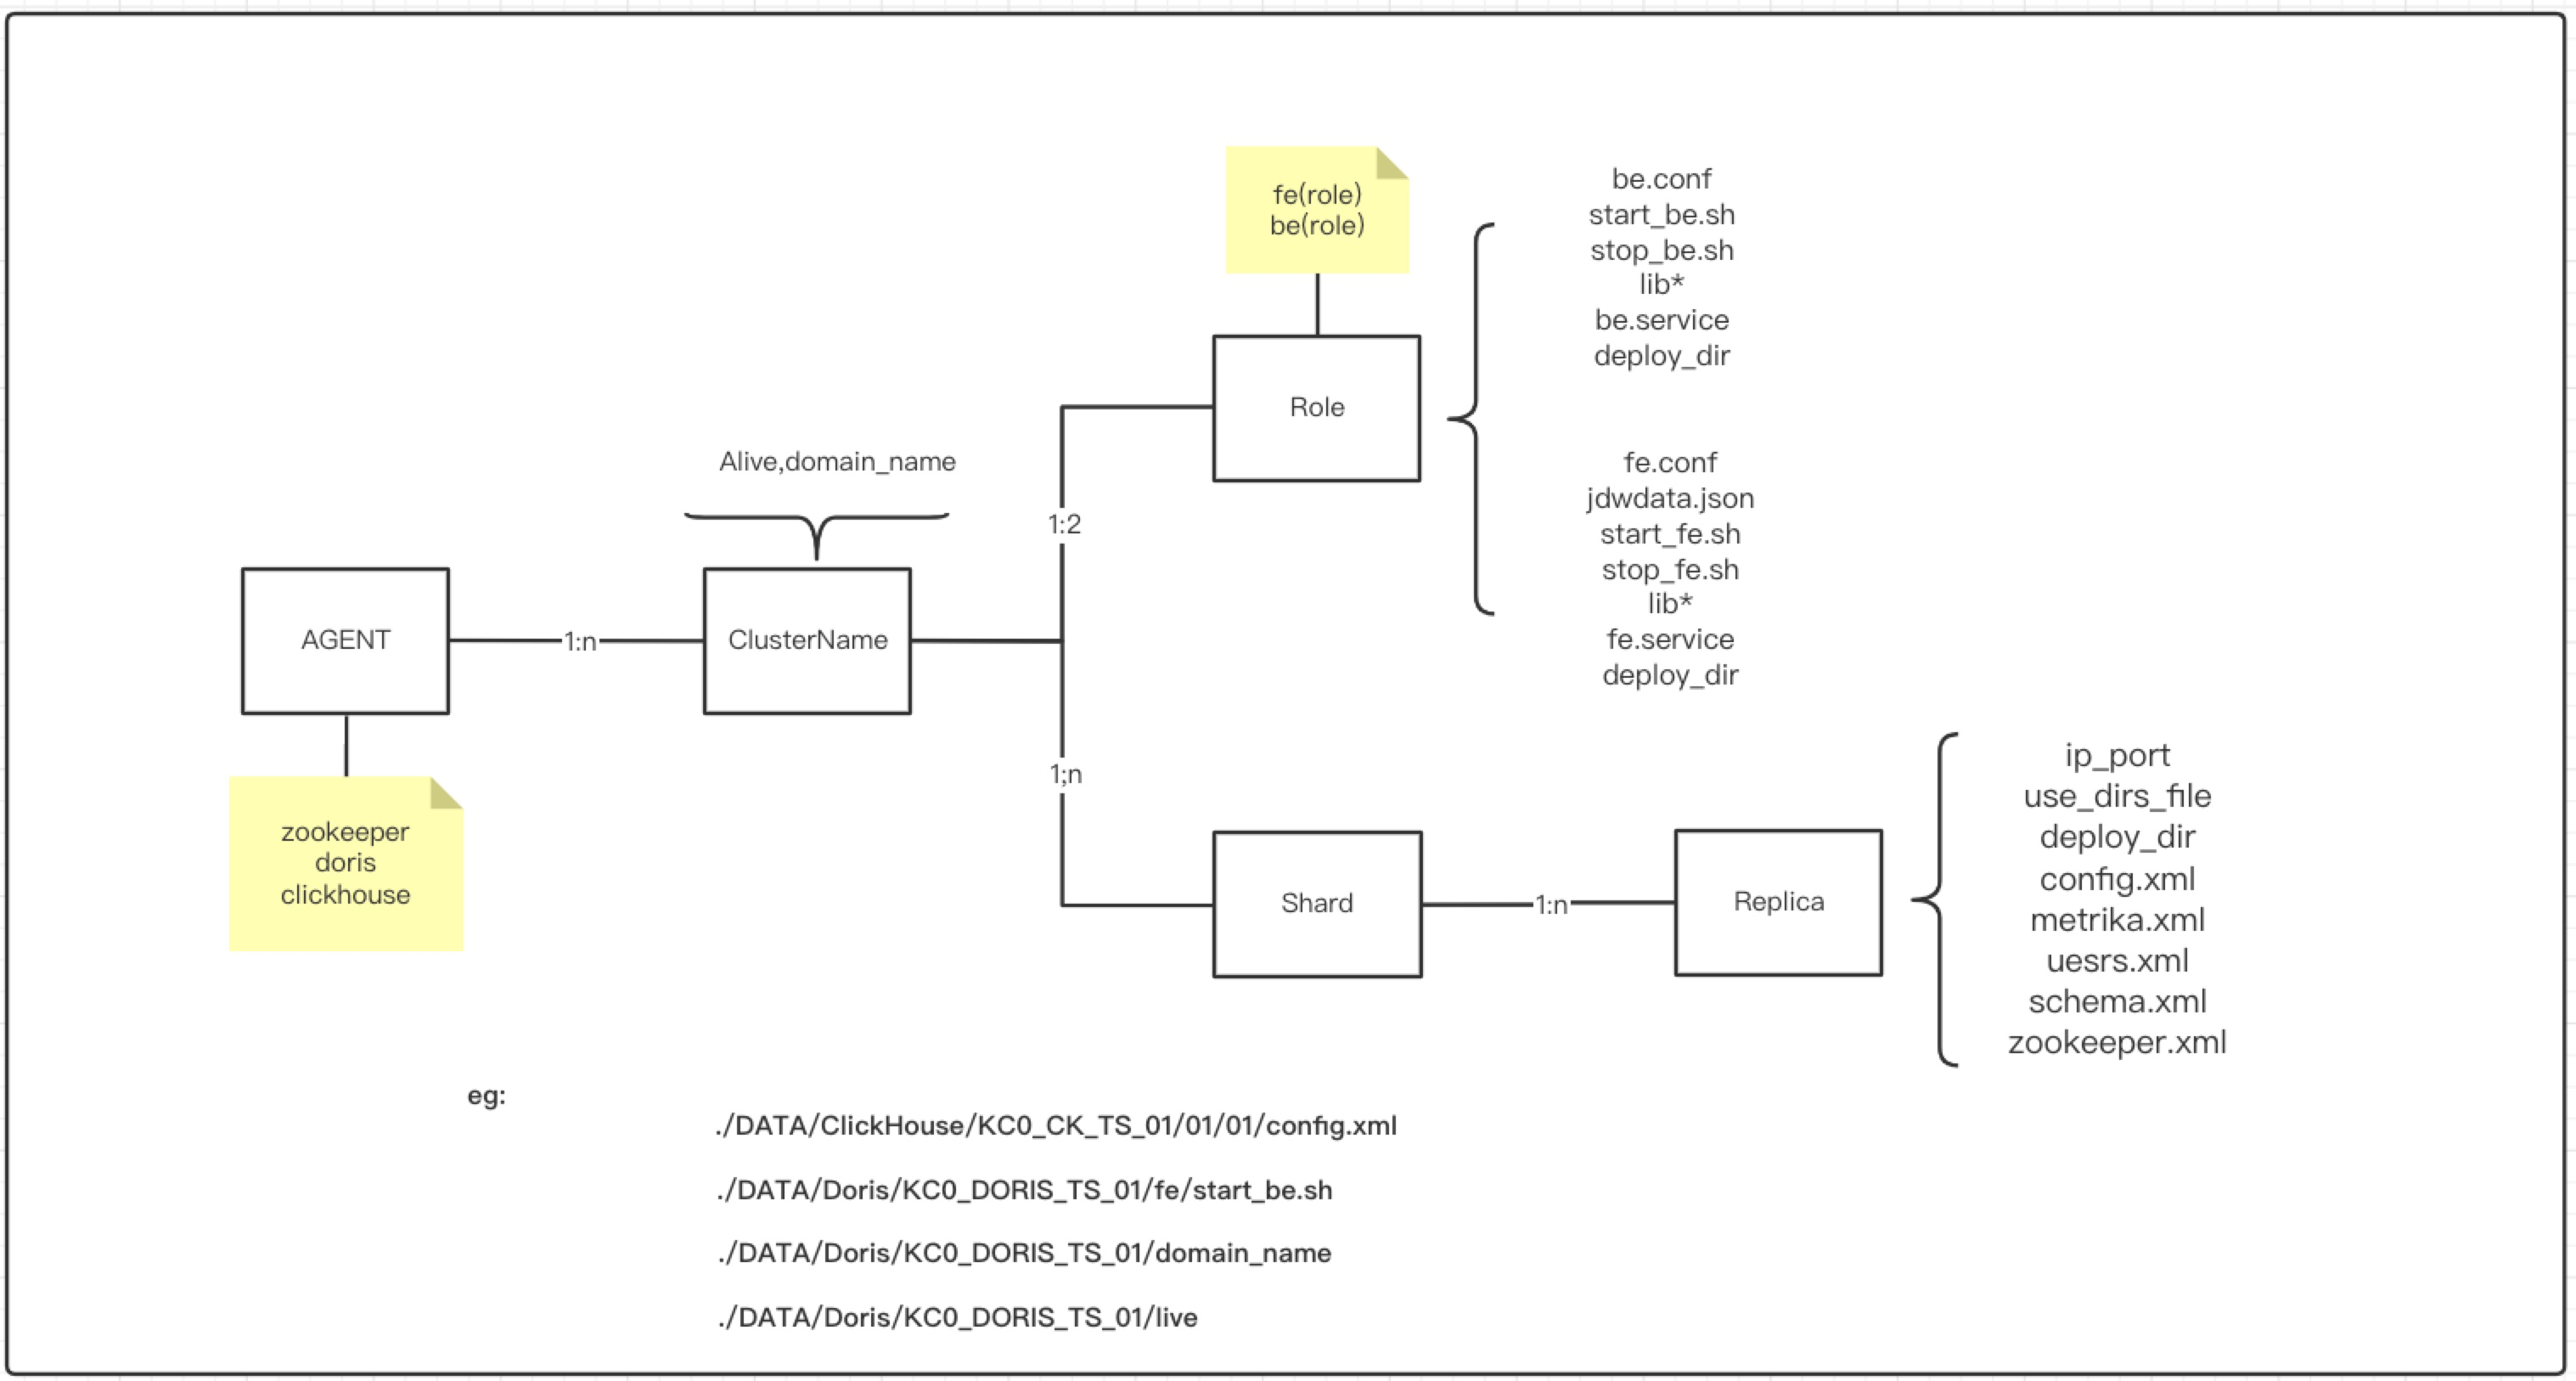 fe(role)
be(role)
be.conf
start_be.sh
stop_be.sh
lib*
be.service
deploy_dir
Role
fe.conf
jdwdata.json
start_fe.sh
stop_fe.sh
lib*
fe.service
deploy_dir
Alive,domain_name
1:2
AGENT
1:n
ClusterName
1;n
zookeeper
doris
clickhouse
Shard
1:n
Replica
ip_port
use_dirs_file
deploy_dir
config.xml
metrika.xml
uesrs.xml
schema.xml
zookeeper.xml
eg:
./DATA/ClickHouse/KC0_CK_TS_01/01/01/config.xml
./DATA/Doris/KC0_DORIS_TS_01/fe/start_be.sh
./DATA/Doris/KC0_DORIS_TS_01/domain_name
./DATA/Doris/KC0_DORIS_TS_01/live